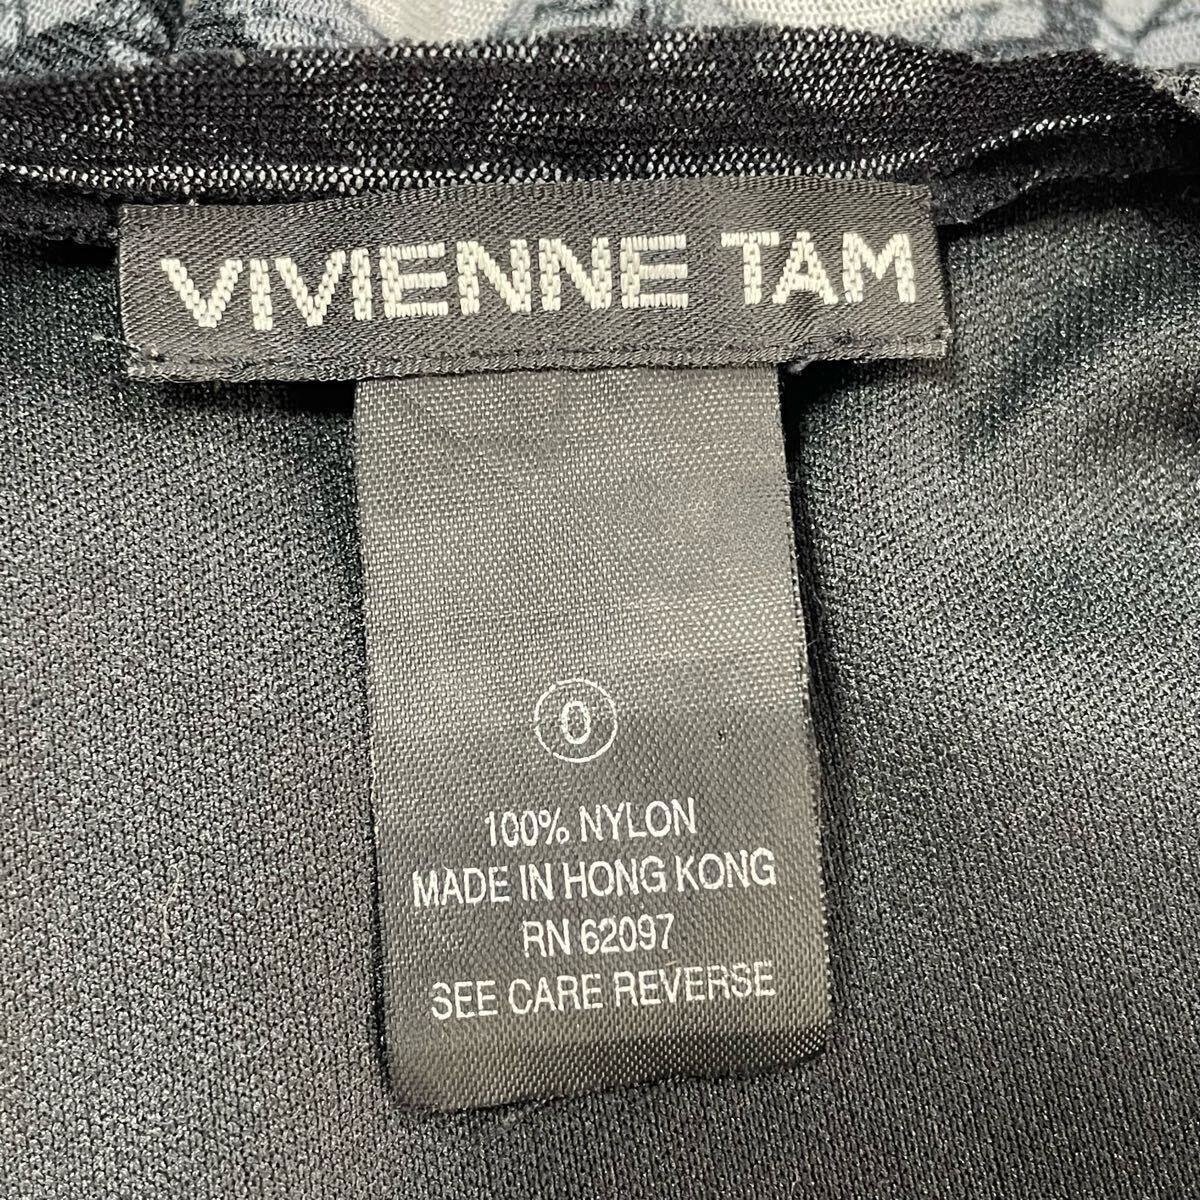 VIVIENNE TAM
0
100% NYLON
MADE IN HONG KONG
RN 62097
SEE CARE REVERSE